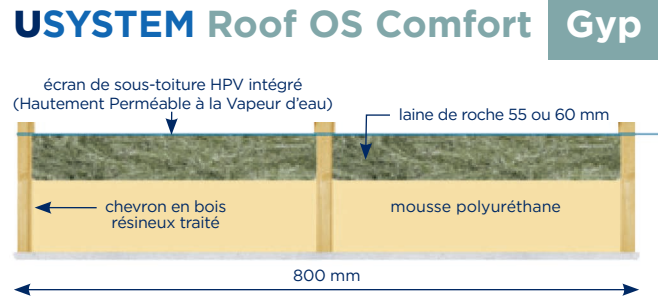 USYSTEM Roof OS Comfort Gyp
écran de sous-toiture HPV intégré
(Hautement Perméable à la Vapeur d'eau)
laine de roche 55 ou 60 mm
chevron en bois
résineux traité
mousse polyuréthane
800 mm